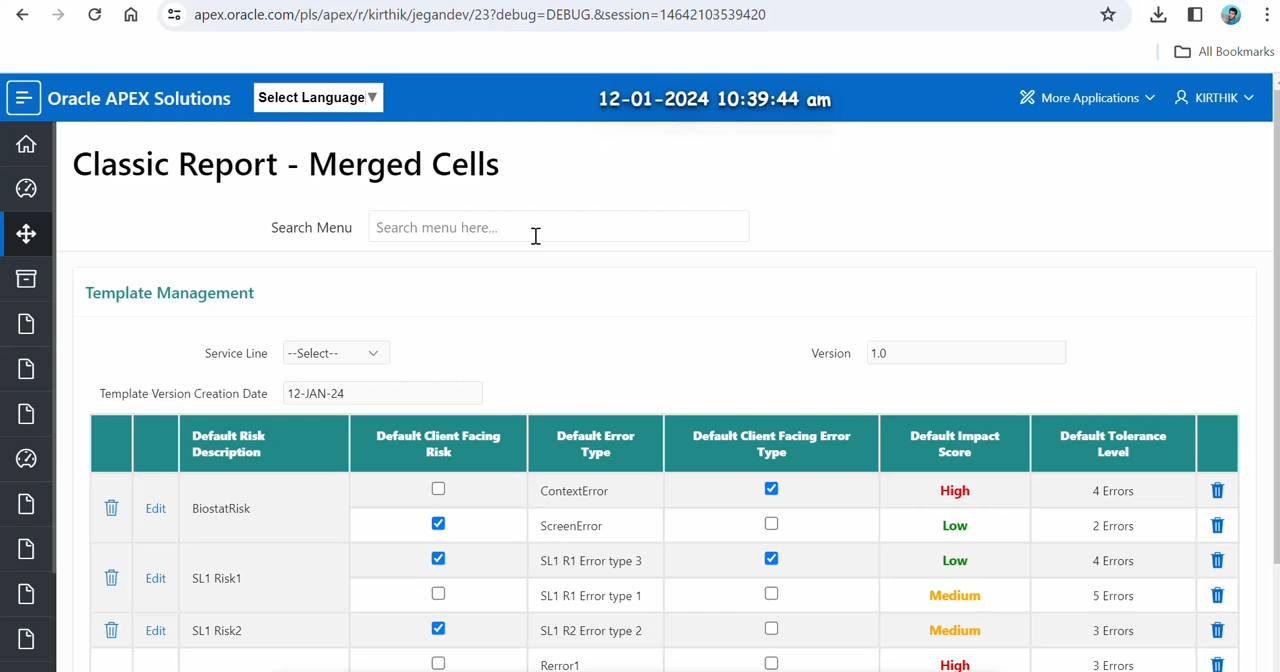 apex.oracle.com/pls/apex/r/kirthik/jegandev/23?debug=DEBUG.&session=14642103539420
All Bookmarks
Oracle APEX Solutions
Select Language▼
12-01-2024 10:39:44 am
More Applications
KIRTHIK
Classic Report - Merged Cells
Search Menu
Search menu here...
Template Management
Service Line
--Select--
Version
1.0
Template Version Creation Date
12-JAN-24
Default Risk
Description
Default Client Facing
Risk
Default Error
Type
Default Client Facing Error
Type
Default Impact
Score
Default Tolerance
Level
Edit BiostatRisk
ContextError High 4 Errors
ScreenError Low 2 Errors
Edit SL1 Risk1
SL1 R1 Error type 3 Low 4 Errors
SL1 R1 Error type 1 Medium 5 Errors
Edit SL1 Risk2 SL1 R2 Error type 2 Medium 3 Errors
Rerror1 High 3 Errors